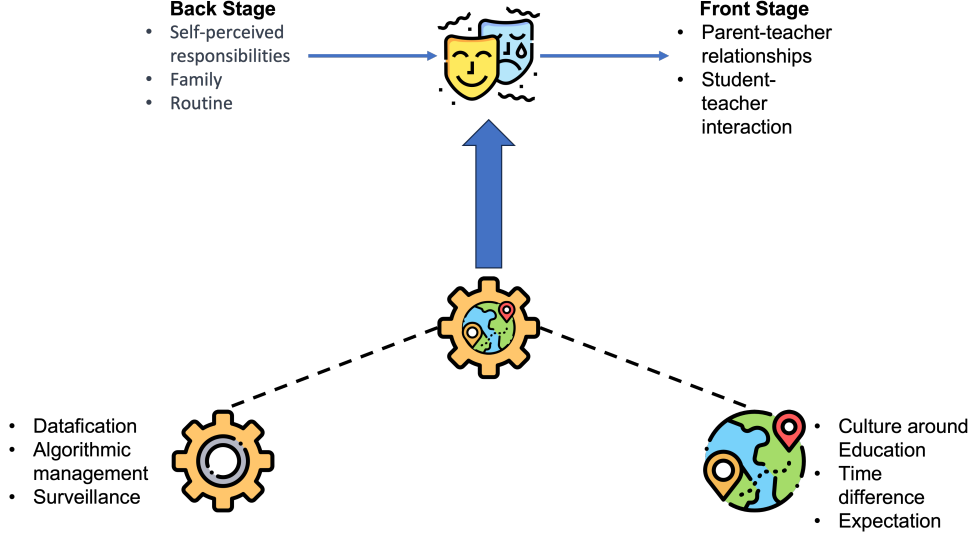 Back Stage
• Self-perceived
responsibilities
• Family
• Routine
Front Stage
• Parent-teacher
relationships
• Student-
teacher
interaction
• Datafication
• Algorithmic
management
• Surveillance
• Culture around
Education
• Time
difference
• Expectation